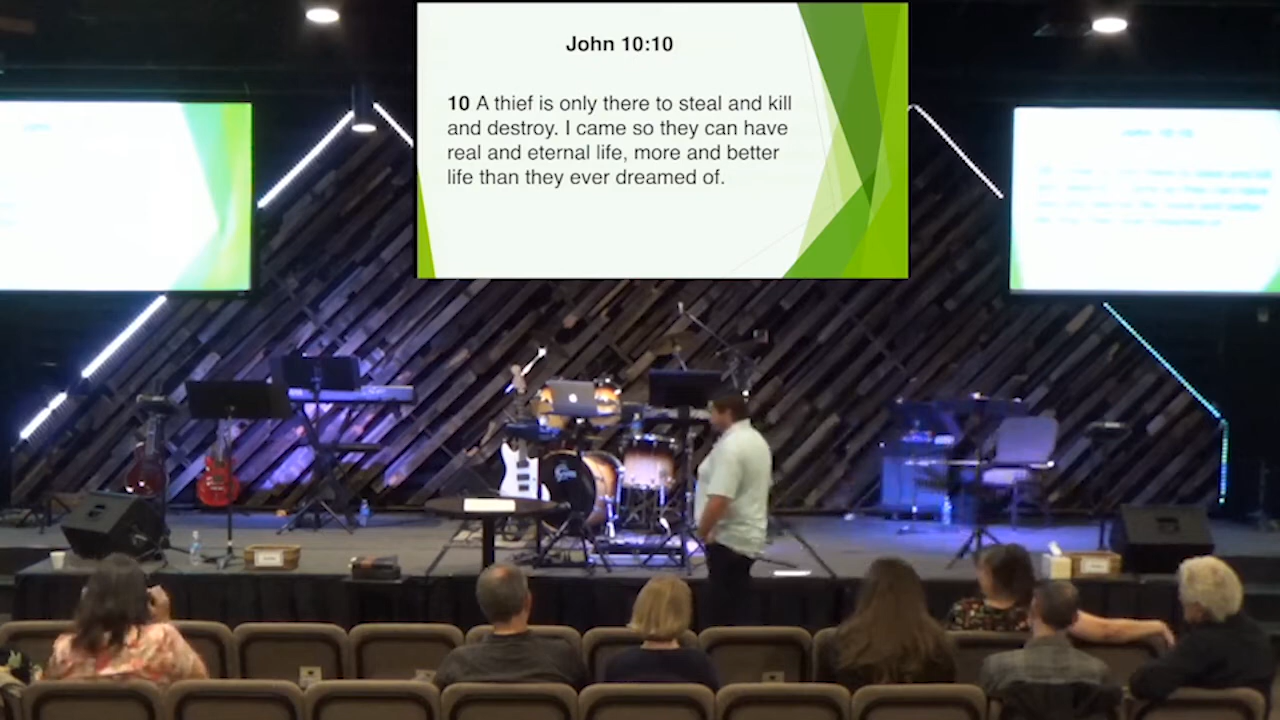 John 10:10
10 A thief is only there to steal and kill
and destroy. I came so they can have
real and eternal life, more and better
life than they ever dreamed of.